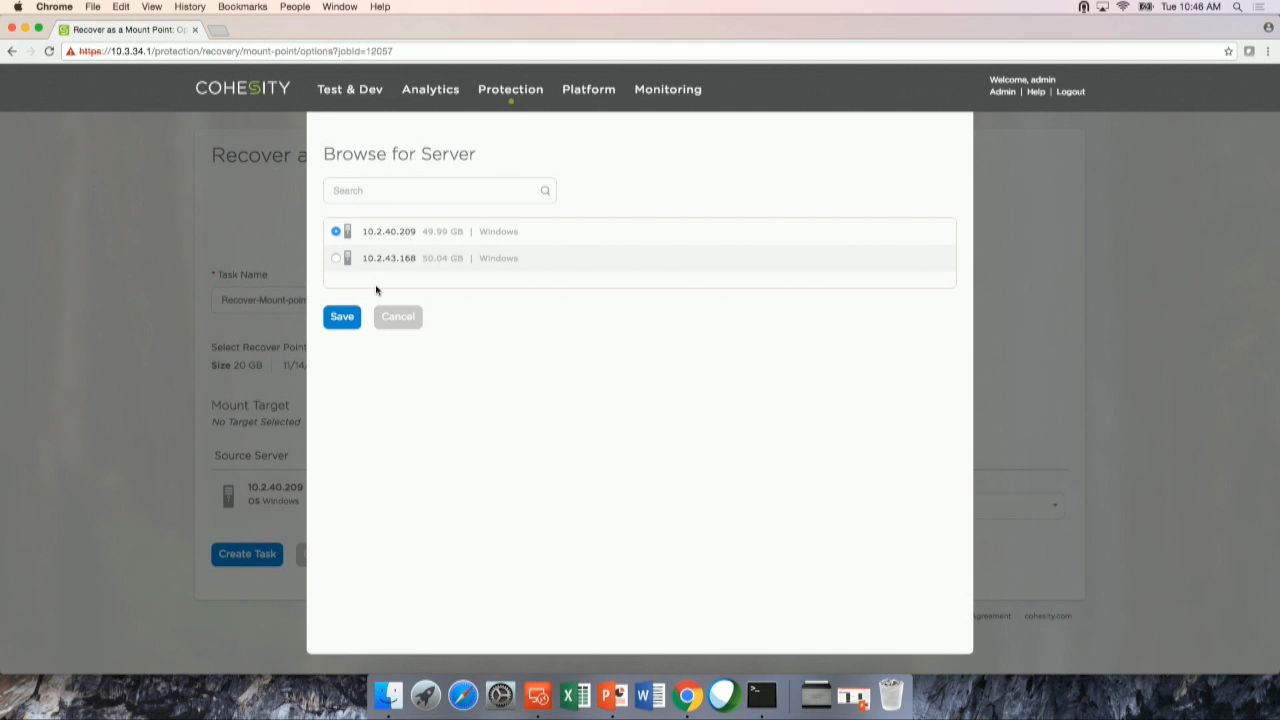 Chrome File Edit View History Bookmarks People Window Help Tue 10:46 AM
Recover as a Mount Point: Op
https://10.3.34.1/protection/recovery/mount-point/options?jobId=12057
COHESITY Test & Dev Analytics Protection Platform Monitoring
Welcome, admin
Admin | Help | Logout
Recover a
Browse for Server
Search
10.2.40.209 49.99 GB | Windows
10.2.43.168 50.04 GB | Windows
* Task Name
Recover-Mount-poin
Save Cancel
Select Recover Point
Size 20 GB | 11/14,
Mount Target
No Target Selected
Source Server
10.2.40.209
OS Windows
Create Task
agreement cohesity.com